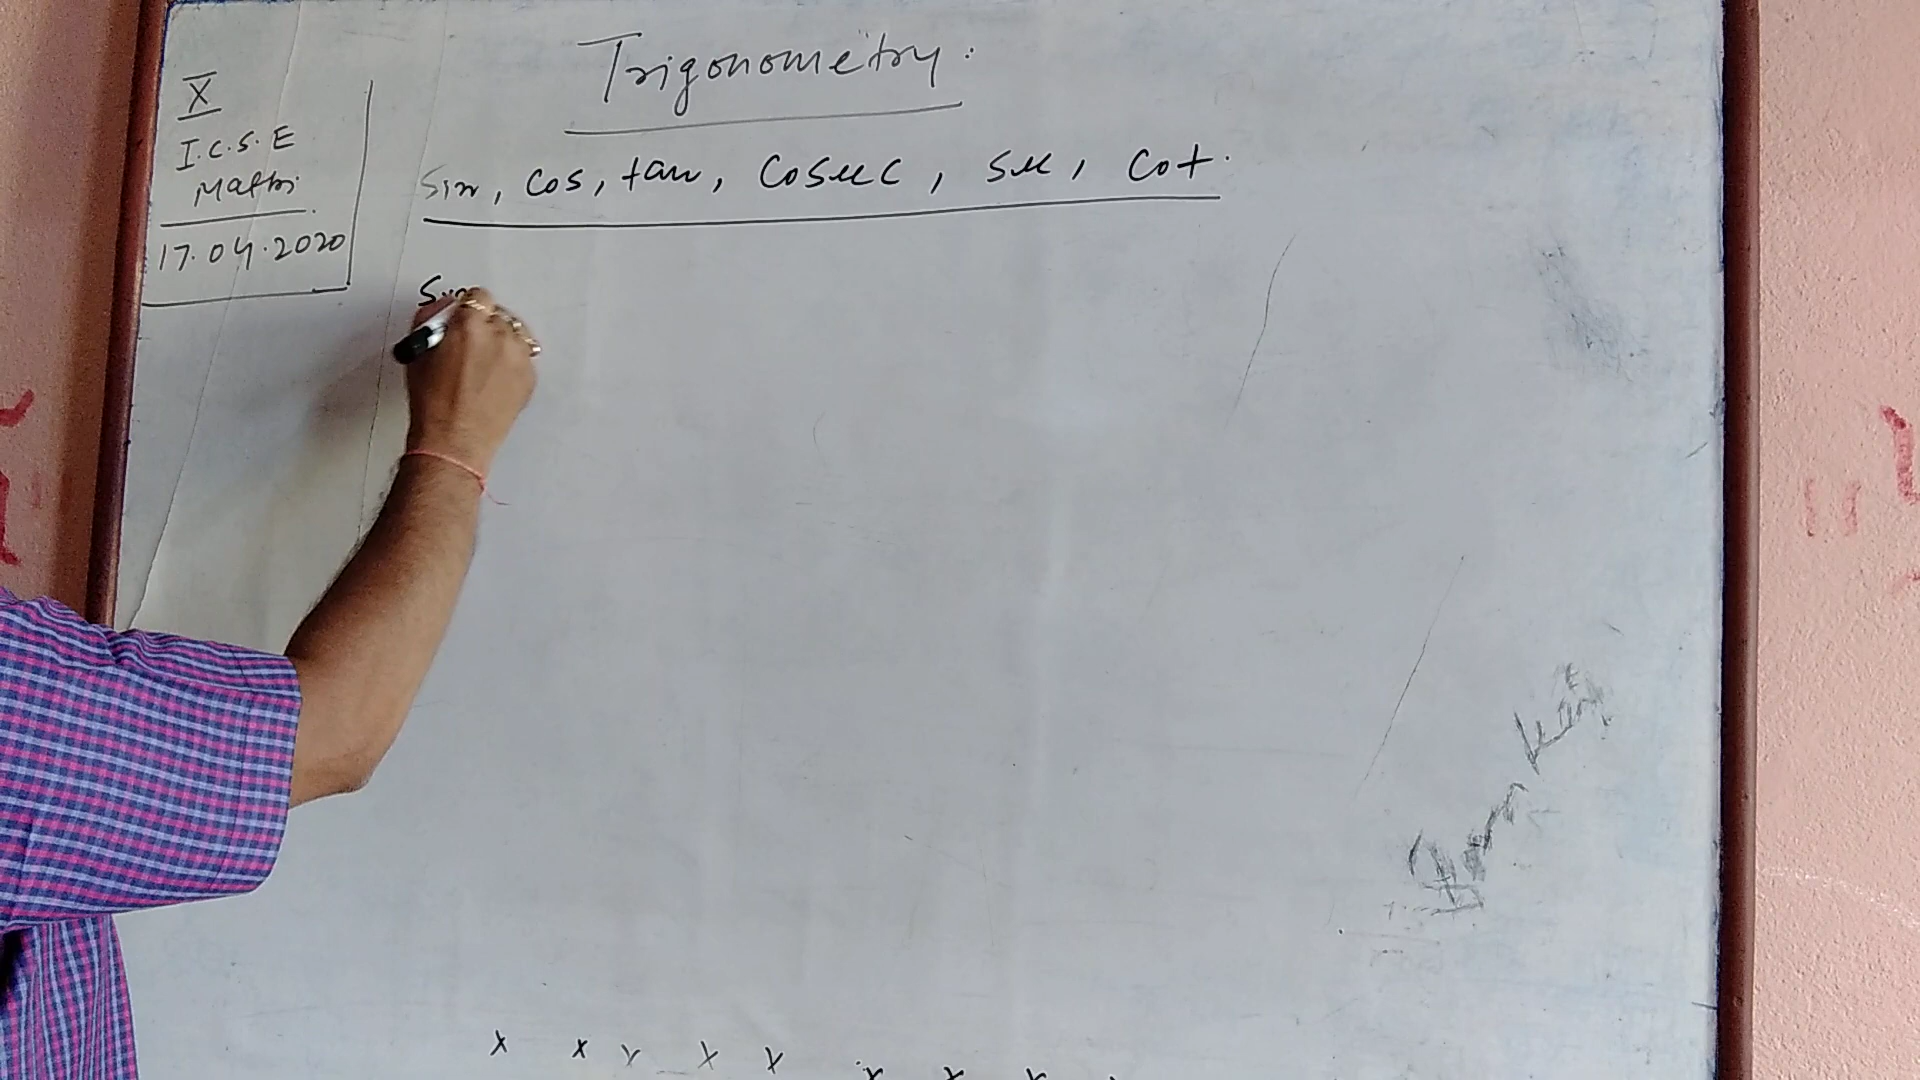 X
I.C.S.E
Maths
17.04.2020
Trigonometry:
Sin, Cos, tan, Cosec, Sec, Cot.
Sin
x x x x x x x x